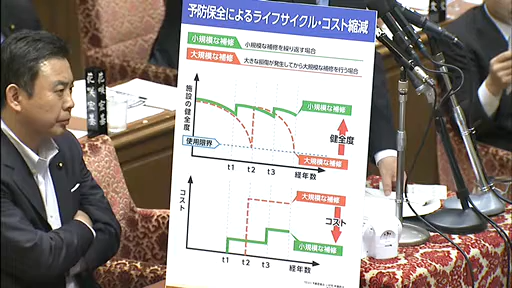 予防保全によるライフサイクル・コスト縮減
小規模な補修
小規模な補修を繰り返す場合
大規模な補修
大きな損傷が発生してから大規模な補修を行う場合
施設の健全度
小規模な補修
健全度
使用限界
大規模な補修
t1 t2 t3 経年数
コスト
大規模な補修
コスト
小規模な補修
t1 t2 t3 経年数